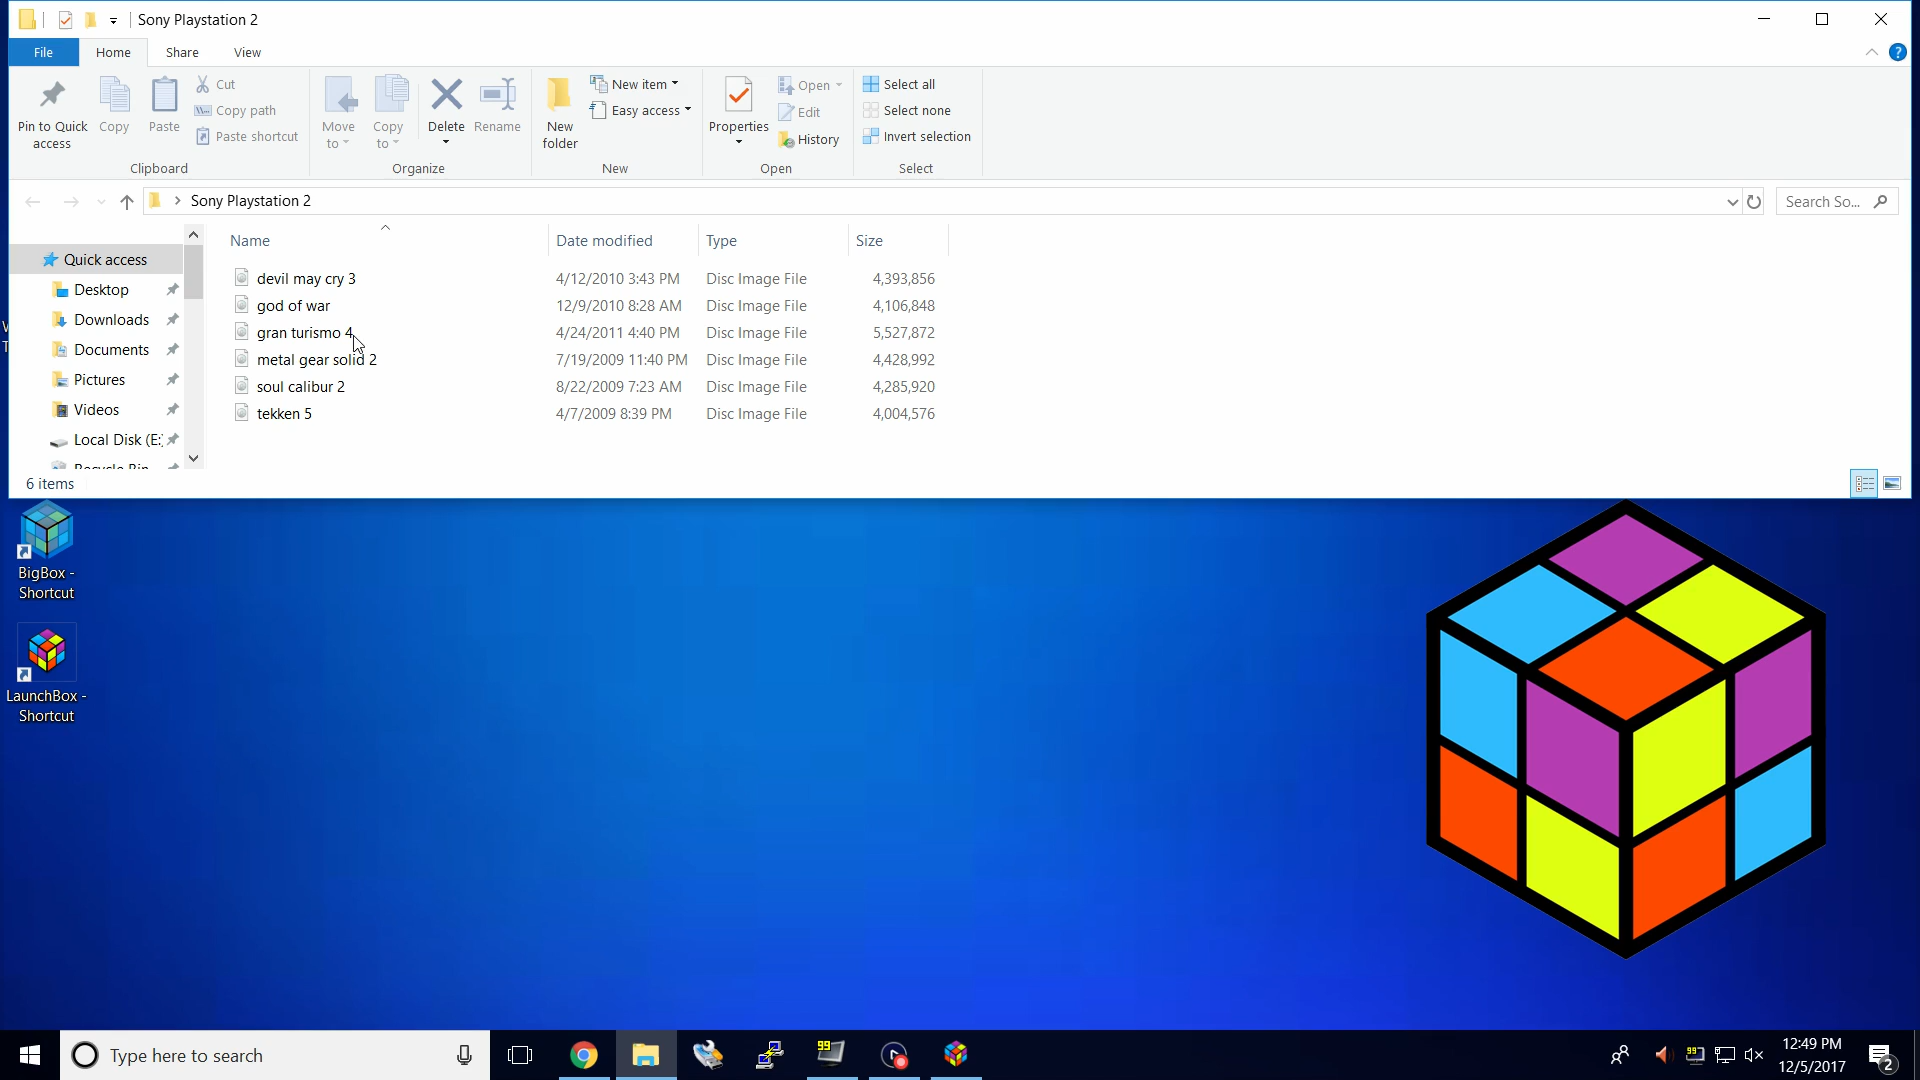 Sony Playstation 2
File Home Share View
Pin to Quick access
Copy
Paste
Cut
Copy path
Paste shortcut
Clipboard
Move to
Copy to
Delete
Rename
Organize
New folder
New item
Easy access
New
Properties
Open
Edit
History
Open
Select all
Select none
Invert selection
Select
Sony Playstation 2
Search So...
Name Date modified Type Size
devil may cry 3 4/12/2010 3:43 PM Disc Image File 4,393,856
god of war 12/9/2010 8:28 AM Disc Image File 4,106,848
gran turismo 4 4/24/2011 4:40 PM Disc Image File 5,527,872
metal gear solid 2 7/19/2009 11:40 PM Disc Image File 4,428,992
soul calibur 2 8/22/2009 7:23 AM Disc Image File 4,285,920
tekken 5 4/7/2009 8:39 PM Disc Image File 4,004,576
Quick access
Desktop
Downloads
Documents
Pictures
Videos
Local Disk (E:
Recycle Bin
6 items
BigBox -
Shortcut
LaunchBox -
Shortcut
Type here to search
99
99
12:49 PM
12/5/2017
2